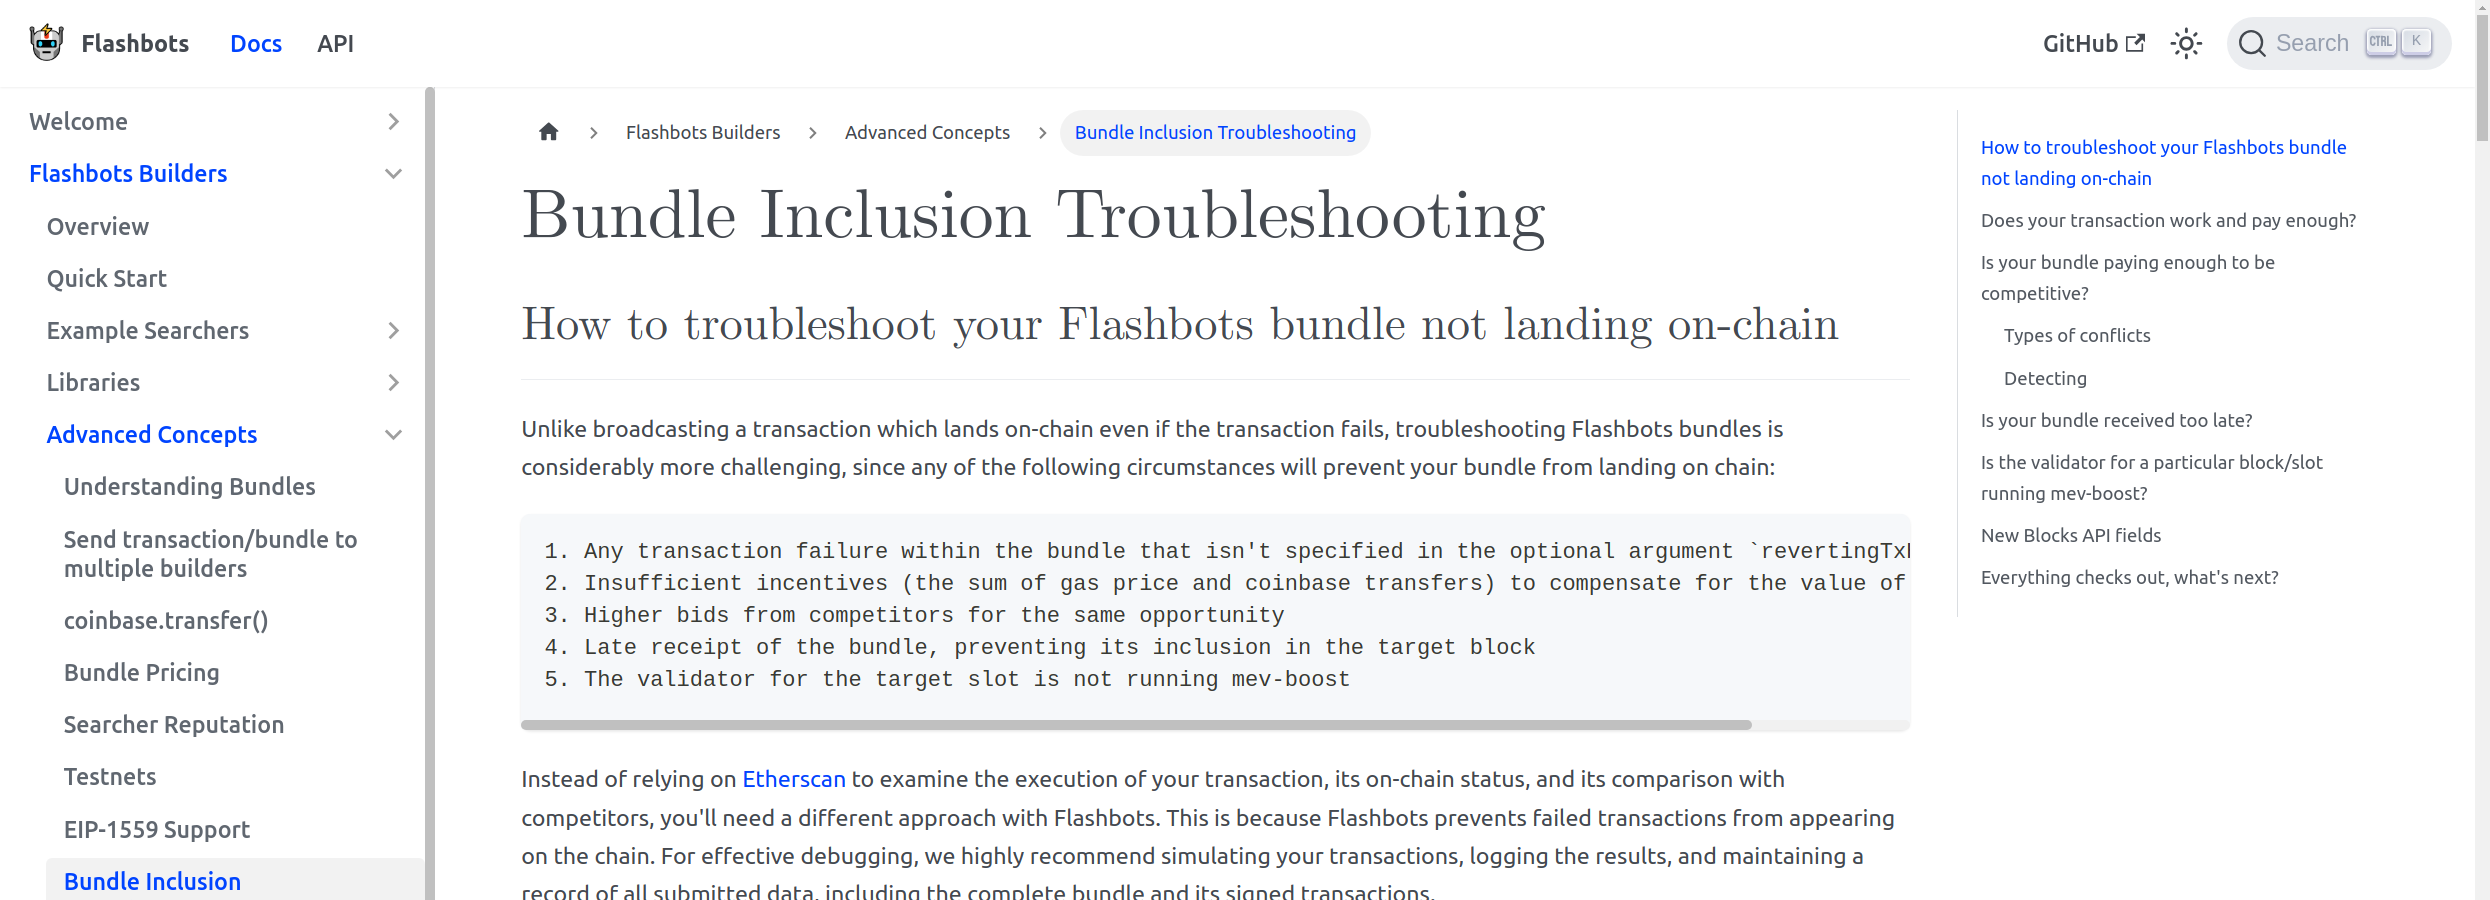 Flashbots Docs API GitHub Search CTRL K
Welcome
Flashbots Builders
Overview
Quick Start
Example Searchers
Libraries
Advanced Concepts
Understanding Bundles
Send transaction/bundle to
multiple builders
coinbase.transfer()
Bundle Pricing
Searcher Reputation
Testnets
EIP-1559 Support
Bundle Inclusion
Flashbots Builders Advanced Concepts Bundle Inclusion Troubleshooting
Bundle Inclusion Troubleshooting
How to troubleshoot your Flashbots bundle not landing on-chain
Unlike broadcasting a transaction which lands on-chain even if the transaction fails, troubleshooting Flashbots bundles is
considerably more challenging, since any of the following circumstances will prevent your bundle from landing on chain:
1. Any transaction failure within the bundle that isn't specified in the optional argument `revertingTx
2. Insufficient incentives (the sum of gas price and coinbase transfers) to compensate for the value of
3. Higher bids from competitors for the same opportunity
4. Late receipt of the bundle, preventing its inclusion in the target block
5. The validator for the target slot is not running mev-boost
Instead of relying on Etherscan to examine the execution of your transaction, its on-chain status, and its comparison with
competitors, you'll need a different approach with Flashbots. This is because Flashbots prevents failed transactions from appearing
on the chain. For effective debugging, we highly recommend simulating your transactions, logging the results, and maintaining a
record of all submitted data, including the complete bundle and its signed transactions.
How to troubleshoot your Flashbots bundle
not landing on-chain
Does your transaction work and pay enough?
Is your bundle paying enough to be
competitive?
Types of conflicts
Detecting
Is your bundle received too late?
Is the validator for a particular block/slot
running mev-boost?
New Blocks API fields
Everything checks out, what's next?